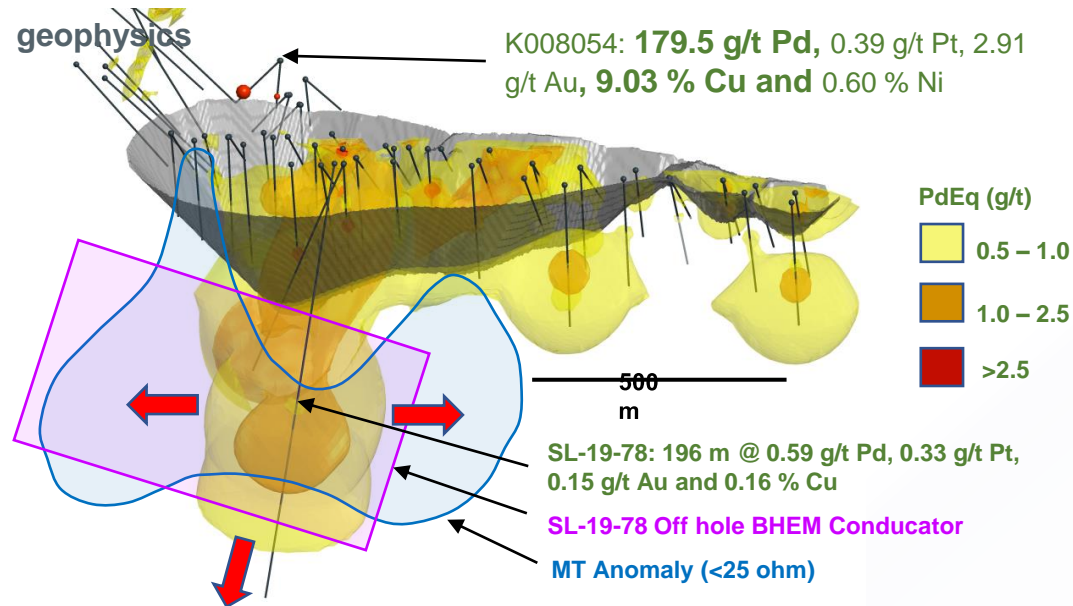 geophysics
K008054: 179.5 g/t Pd, 0.39 g/t Pt, 2.91
g/t Au, 9.03 % Cu and 0.60 % Ni
PdEq (g/t)
0.5 – 1.0
1.0 – 2.5
>2.5
500
m
SL-19-78: 196 m @ 0.59 g/t Pd, 0.33 g/t Pt,
0.15 g/t Au and 0.16 % Cu
SL-19-78 Off hole BHEM Conducator
MT Anomaly (<25 ohm)